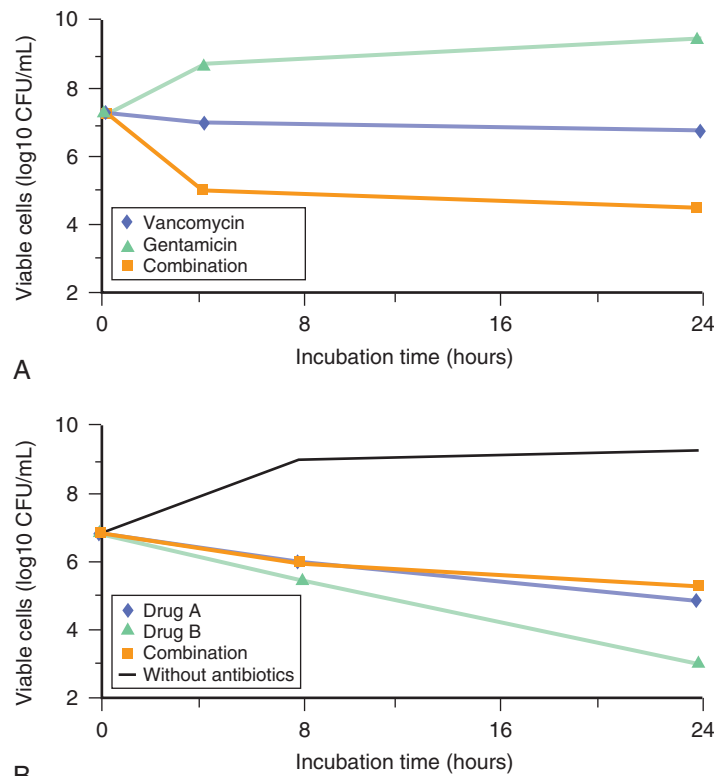 10
8
6
4
2
Viable cells (log10 CFU/mL)
Vancomycin
Gentamicin
Combination
0 8 16 24
Incubation time (hours)
A
10
8
6
4
2
Viable cells (log10 CFU/mL)
Drug A
Drug B
Combination
Without antibiotics
0 8 16 24
Incubation time (hours)
B